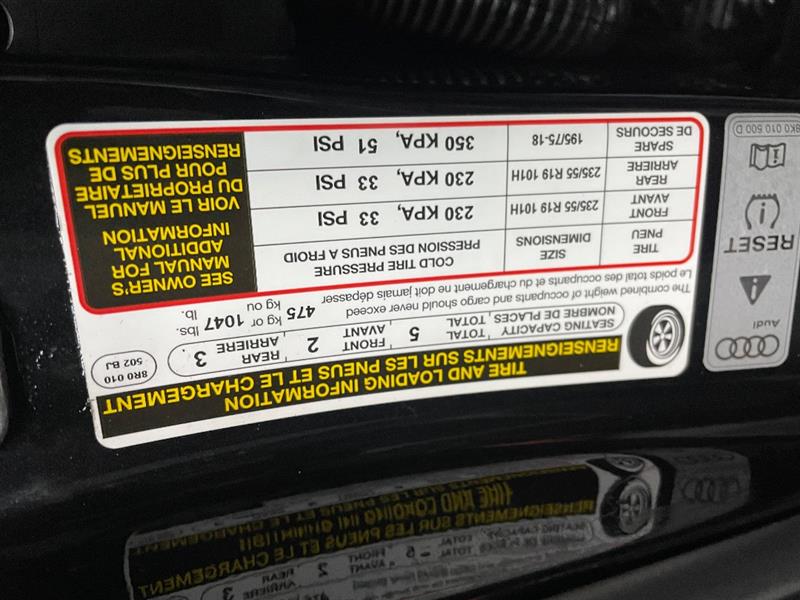 TIRE AND LOADING INFORMATION
RENSEIGNEMENTS SUR LES PNEUS ET LE CHARGEMENT
SEATING CAPACITY TOTAL 5 FRONT 2 REAR 3
NOMBRE DE PLACES TOTAL AVANT ARRIERE
8R0 010
502 BJ
The combined weight of occupants and cargo should never exceed 475 kg or 1047 lbs.
Le poids total des occupants et du chargement ne doit jamais dépasser kg ou lb.
TIRE SIZE COLD TIRE PRESSURE
PNEU DIMENSIONS PRESSION DES PNEUS A FROID
FRONT
AVANT 235/55 R19 101H 230 KPA, 33 PSI
REAR
ARRIERE 235/55 R19 101H 230 KPA, 33 PSI
SPARE
DE SECOURS 195/75-18 350 KPA, 51 PSI
SEE OWNER'S
MANUAL FOR
ADDITIONAL
INFORMATION
VOIR LE MANUEL
DU PROPRIÉTAIRE
POUR PLUS DE
RENSEIGNEMENTS
Audi
RESET
i
8K0 010 500 D